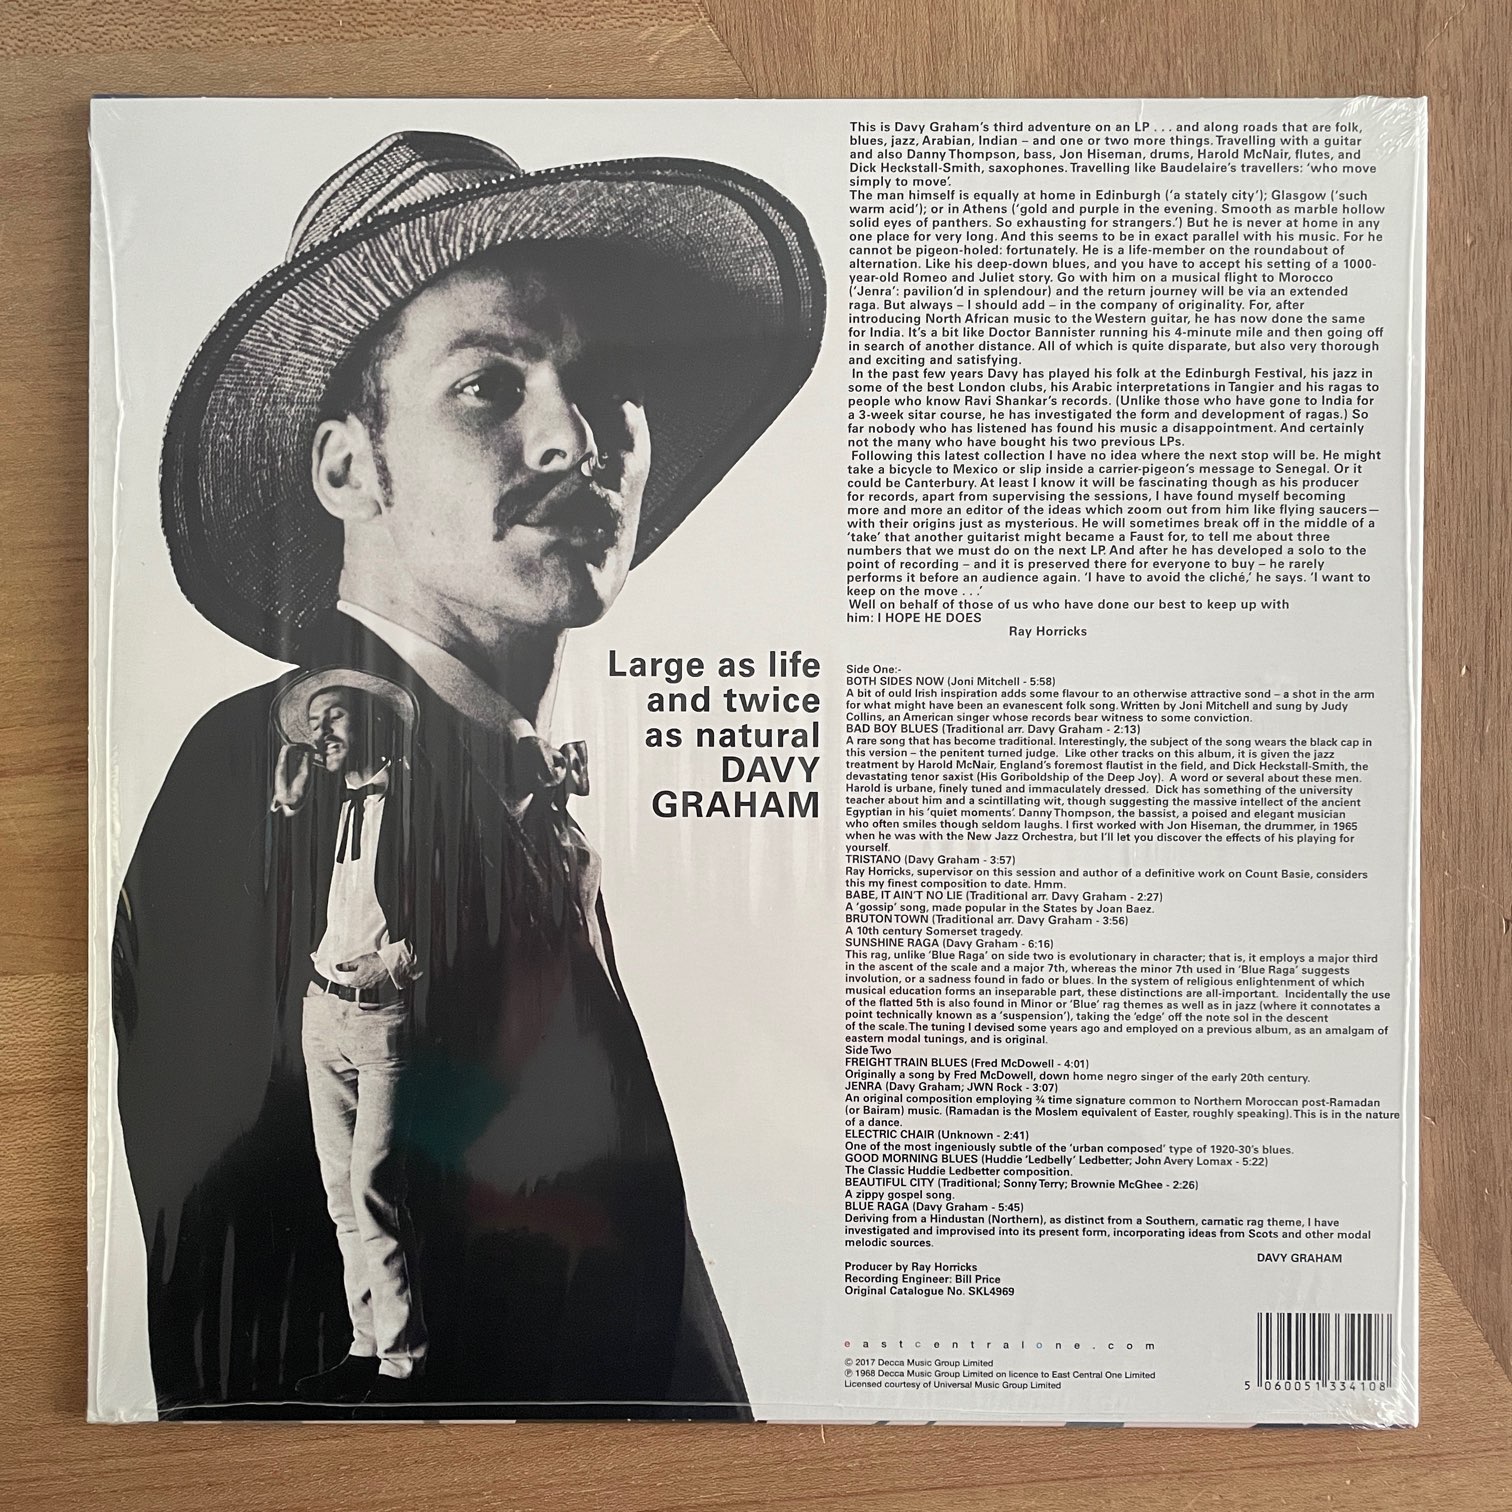 Large as life
and twice
as natural
DAVY
GRAHAM
This is Davy Graham's third adventure on an LP . . . and along roads that are folk,
blues, jazz, Arabian, Indian – and one or two more things. Travelling with a guitar
and also Danny Thompson, bass, Jon Hiseman, drums, Harold McNair, flutes, and
Dick Heckstall-Smith, saxophones. Travelling like Baudelaire's travellers: 'who move
simply to move'.
The man himself is equally at home in Edinburgh ('a stately city'); Glasgow ('such
warm acid'); or in Athens ('gold and purple in the evening. Smooth as marble hollow
solid eyes of panthers. So exhausting for strangers.') But he is never at home in any
one place for very long. And this seems to be in exact parallel with his music. For he
cannot be pigeon-holed: fortunately. He is a life-member on the roundabout of
alternation. Like his deep-down blues, and you have to accept his setting of a 1000-
year-old Romeo and Juliet story. Go with him on a musical flight to Morocco
('Jenra': pavilion'd in splendour) and the return journey will be via an extended
raga. But always – I should add – in the company of originality. For, after
introducing North African music to the Western guitar, he has now done the same
for India. It's a bit like Doctor Bannister running his 4-minute mile and then going off
in search of another distance. All of which is quite disparate, but also very thorough
and exciting and satisfying.
In the past few years Davy has played his folk at the Edinburgh Festival, his jazz in
some of the best London clubs, his Arabic interpretations in Tangier and his ragas to
people who know Ravi Shankar's records. (Unlike those who have gone to India for
a 3-week sitar course, he has investigated the form and development of ragas.) So
far nobody who has listened has found his music a disappointment. And certainly
not the many who have bought his two previous LPs.
Following this latest collection I have no idea where the next stop will be. He might
take a bicycle to Mexico or slip inside a carrier-pigeon's message to Senegal. Or it
could be Canterbury. At least I know it will be fascinating though as his producer
for records, apart from supervising the sessions, I have found myself becoming
more and more an editor of the ideas which zoom out from him like flying saucers—
with their origins just as mysterious. He will sometimes break off in the middle of a
'take' that another guitarist might became a Faust for, to tell me about three
numbers that we must do on the next LP. And after he has developed a solo to the
point of recording – and it is preserved there for everyone to buy – he rarely
performs it before an audience again. 'I have to avoid the cliché,' he says. 'I want to
keep on the move . . .'
Well on behalf of those of us who have done our best to keep up with
him: I HOPE HE DOES
Ray Horricks
Side One:-
BOTH SIDES NOW (Joni Mitchell - 5:58)
A bit of ould Irish inspiration adds some flavour to an otherwise attractive sond – a shot in the arm
for what might have been an evanescent folk song. Written by Joni Mitchell and sung by Judy
Collins, an American singer whose records bear witness to some conviction.
BAD BOY BLUES (Traditional arr. Davy Graham - 2:13)
A rare song that has become traditional. Interestingly, the subject of the song wears the black cap in
this version – the penitent turned judge. Like other tracks on this album, it is given the jazz
treatment by Harold McNair, England's foremost flautist in the field, and Dick Heckstall-Smith, the
devastating tenor saxist (His Goriboldship of the Deep Joy). A word or several about these men.
Harold is urbane, finely tuned and immaculately dressed. Dick has something of the university
teacher about him and a scintillating wit, though suggesting the massive intellect of the ancient
Egyptian in his 'quiet moments'. Danny Thompson, the bassist, a poised and elegant musician
who often smiles though seldom laughs. I first worked with Jon Hiseman, the drummer, in 1965
when he was with the New Jazz Orchestra, but I'll let you discover the effects of his playing for
yourself.
TRISTANO (Davy Graham - 3:57)
Ray Horricks, supervisor on this session and author of a definitive work on Count Basie, considers
this my finest composition to date. Hmm.
BABE, IT AIN'T NO LIE (Traditional arr. Davy Graham - 2:27)
A 'gossip' song, made popular in the States by Joan Baez.
BRUTON TOWN (Traditional arr. Davy Graham - 3:56)
A 10th century Somerset tragedy.
SUNSHINE RAGA (Davy Graham - 6:16)
This rag, unlike 'Blue Raga' on side two is evolutionary in character; that is, it employs a major third
in the ascent of the scale and a major 7th, whereas the minor 7th used in 'Blue Raga' suggests
involution, or a sadness found in fado or blues. In the system of religious enlightenment of which
musical education forms an inseparable part, these distinctions are all-important. Incidentally the use
of the flatted 5th is also found in Minor or 'Blue' rag themes as well as in jazz (where it connotates a
point technically known as a 'suspension'), taking the 'edge' off the note sol in the descent
of the scale. The tuning I devised some years ago and employed on a previous album, as an amalgam of
eastern modal tunings, and is original.
Side Two
FREIGHT TRAIN BLUES (Fred McDowell - 4:01)
Originally a song by Fred McDowell, down home negro singer of the early 20th century.
JENRA (Davy Graham; JWN Rock - 3:07)
An original composition employing ¾ time signature common to Northern Moroccan post-Ramadan
(or Bairam) music. (Ramadan is the Moslem equivalent of Easter, roughly speaking). This is in the nature
of a dance.
ELECTRIC CHAIR (Unknown - 2:41)
One of the most ingeniously subtle of the 'urban composed' type of 1920-30's blues.
GOOD MORNING BLUES (Huddie 'Ledbelly' Ledbetter; John Avery Lomax - 5:22)
The Classic Huddie Ledbetter composition.
BEAUTIFUL CITY (Traditional; Sonny Terry; Brownie McGhee - 2:26)
A zippy gospel song.
BLUE RAGA (Davy Graham - 5:45)
Deriving from a Hindustan (Northern), as distinct from a Southern, carnatic rag theme, I have
investigated and improvised into its present form, incorporating ideas from Scots and other modal
melodic sources.
DAVY GRAHAM
Producer by Ray Horricks
Recording Engineer: Bill Price
Original Catalogue No. SKL4969
eastcentralone.com
© 2017 Decca Music Group Limited
℗ 1968 Decca Music Group Limited on licence to East Central One Limited
Licensed courtesy of Universal Music Group Limited
5 060051 334108